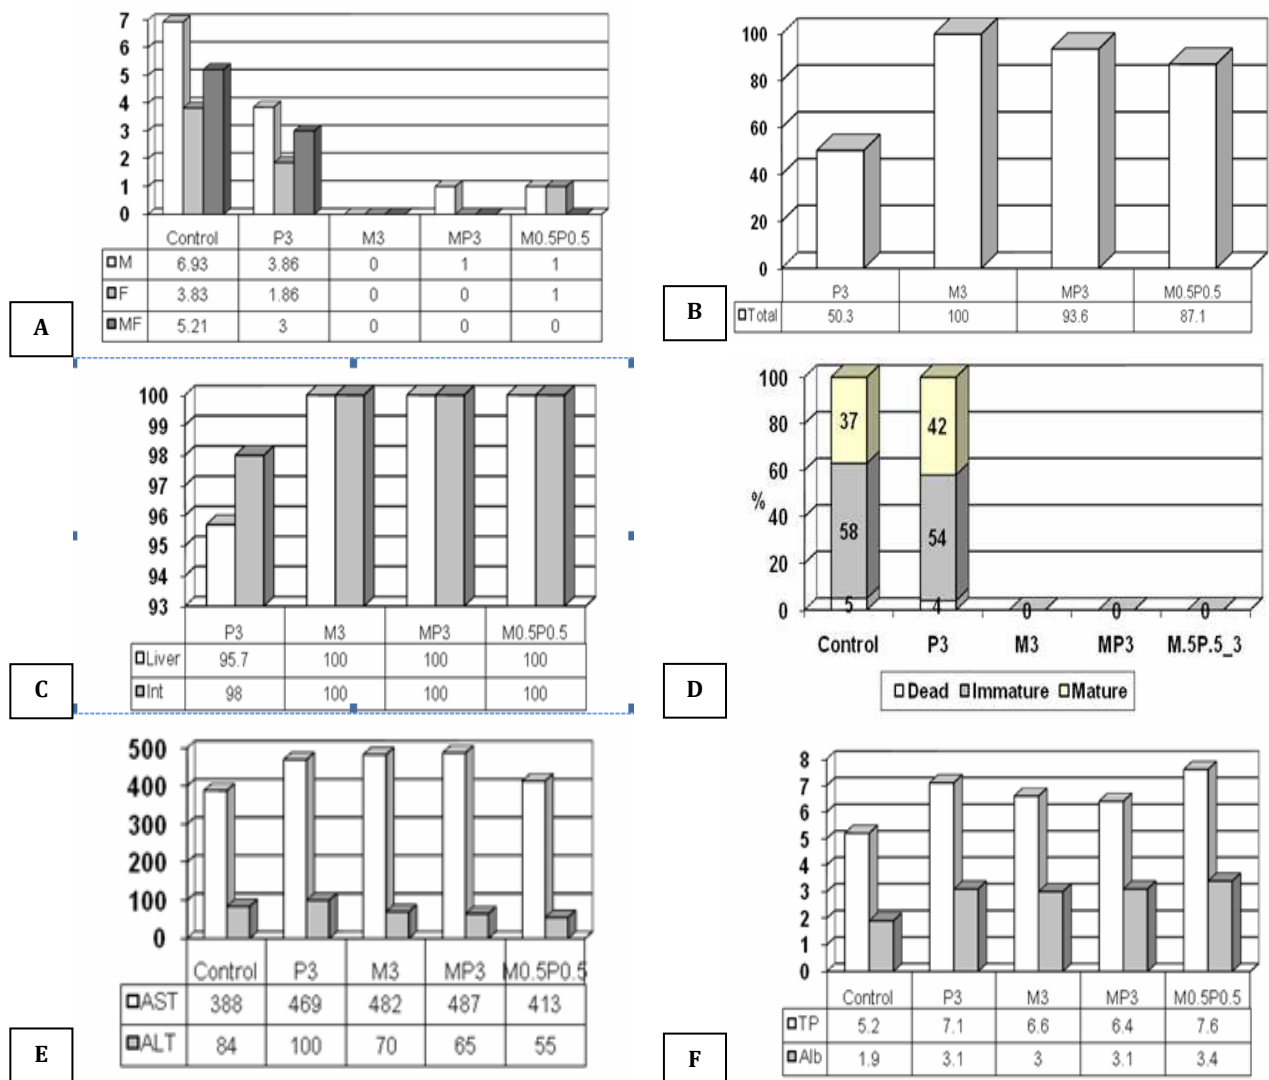 7
6
5
4
3
2
1
0
Control P3 M3 MP3 M0.5P0.5
M 6.93 3.86 0 1 1
F 3.83 1.86 0 0 1
MF 5.21 3 0 0 0
A
100
80
60
40
20
0
P3 M3 MP3 M0.5P0.5
Total 50.3 100 93.6 87.1
B
100
99
98
97
96
95
94
93
P3 M3 MP3 M0.5P0.5
Liver 95.7 100 100 100
Int 98 100 100 100
C
100
80
60
40
20
0
%
37 42
58 54
5 4 0 0 0
Control P3 M3 MP3 M.5P.5_3
Dead Immature Mature
D
500
400
300
200
100
0
Control P3 M3 MP3 M0.5P0.5
AST 388 469 482 487 413
ALT 84 100 70 65 55
E
8
7
6
5
4
3
2
1
0
Control P3 M3 MP3 M0.5P0.5
TP 5.2 7.1 6.6 6.4 7.6
Alb 1.9 3.1 3 3.1 3.4
F